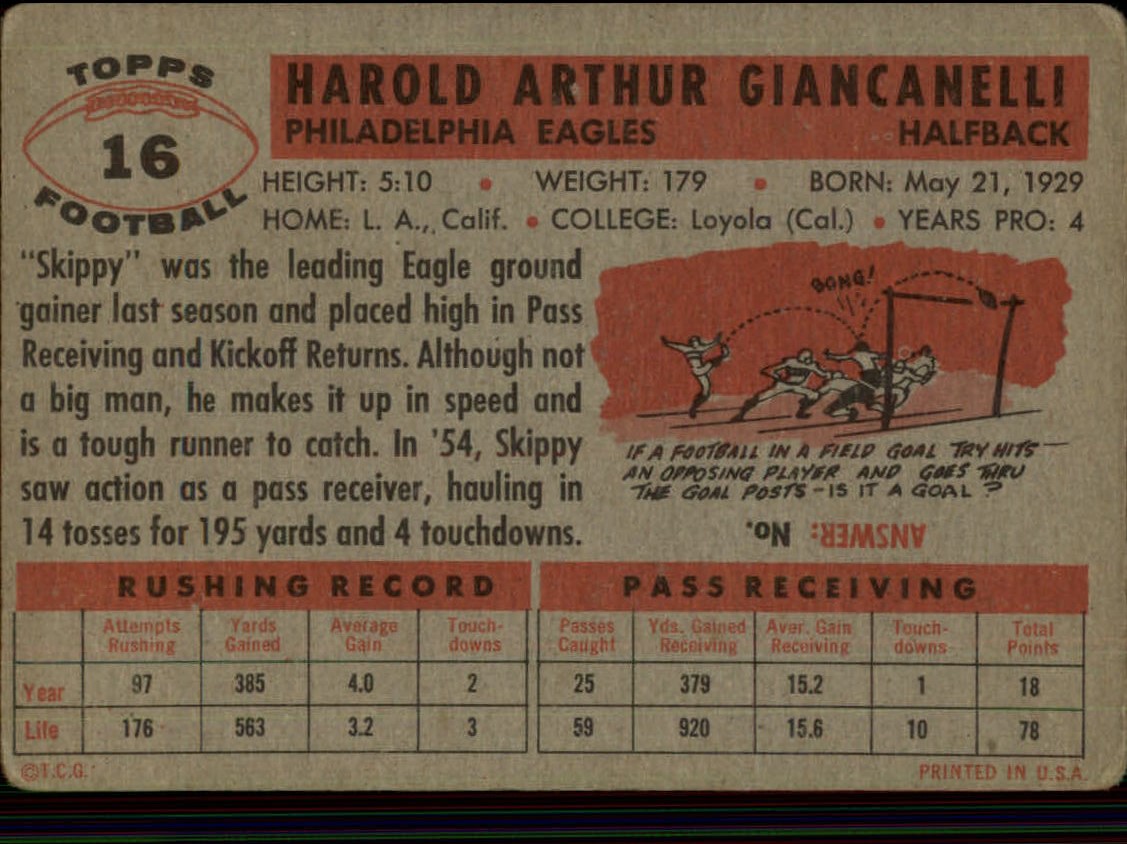 TOPPS
16
FOOTBALL
HAROLD ARTHUR GIANCANELLI
PHILADELPHIA EAGLES HALFBACK
HEIGHT: 5:10 • WEIGHT: 179 • BORN: May 21, 1929
HOME: L. A., Calif. • COLLEGE: Loyola (Cal.) • YEARS PRO: 4
"Skippy" was the leading Eagle ground
gainer last season and placed high in Pass
Receiving and Kickoff Returns. Although not
a big man, he makes it up in speed and
is a tough runner to catch. In '54, Skippy
saw action as a pass receiver, hauling in
14 tosses for 195 yards and 4 touchdowns.
BONG!
IF A FOOTBALL IN A FIELD GOAL TRY HITS
AN OPPOSING PLAYER AND GOES THRU
THE GOAL POSTS - IS IT A GOAL ?
ANSWER: No.
RUSHING RECORD PASS RECEIVING
Attempts Rushing Yards Gained Average Gain Touch-downs Passes Caught Yds. Gained Receiving Aver. Gain Receiving Touch-downs Total Points
Year 97 385 4.0 2 25 379 15.2 1 18
Life 176 563 3.2 3 59 920 15.6 10 78
©T.C.G. PRINTED IN U.S.A.